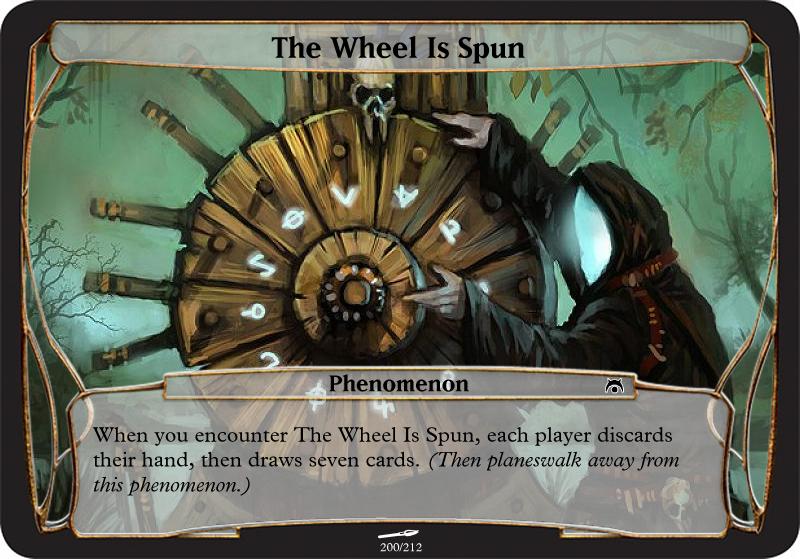 The Wheel Is Spun
Phenomenon
When you encounter The Wheel Is Spun, each player discards
their hand, then draws seven cards. (Then planeswalk away from
this phenomenon.)
200/212